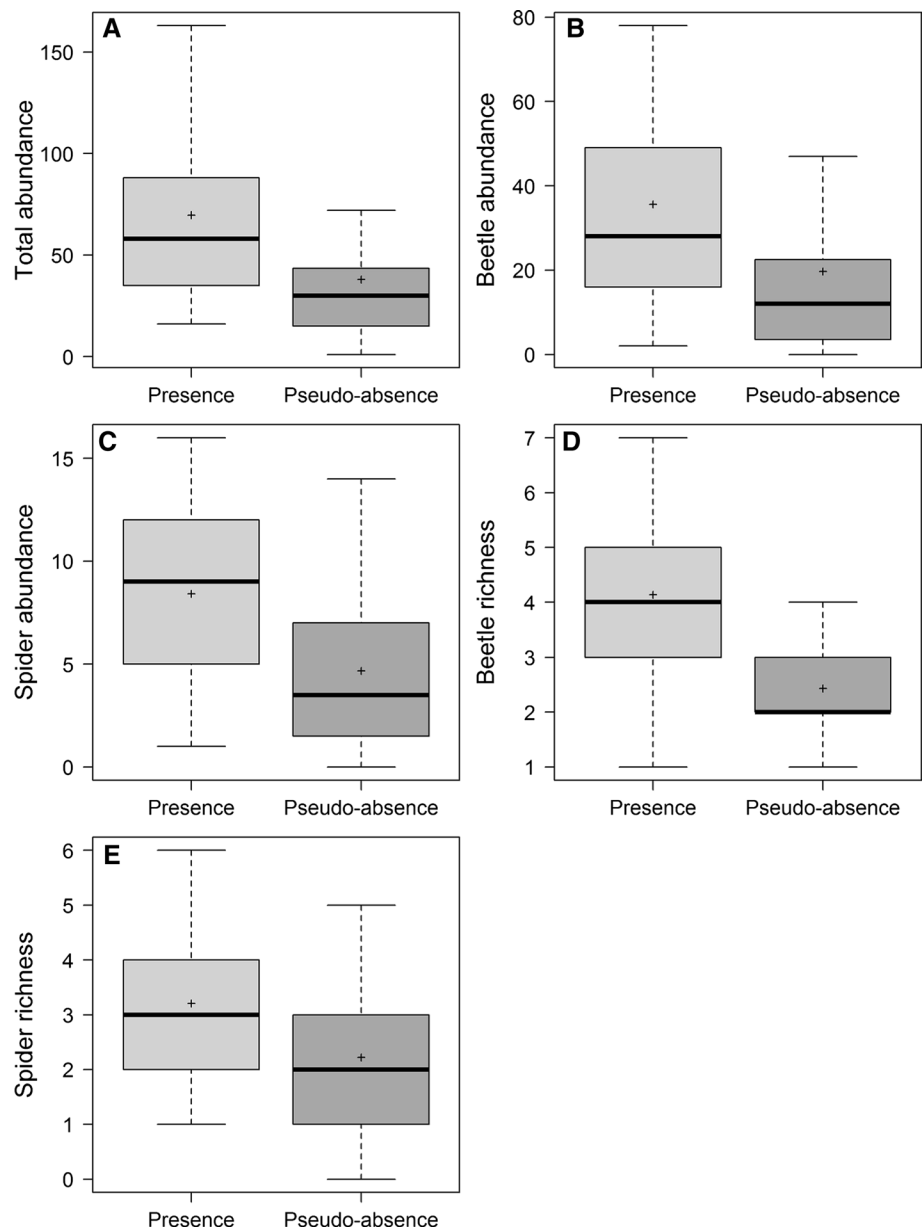 A
Total abundance
150
100
50
0
Presence Pseudo-absence
B
Beetle abundance
80
60
40
20
0
Presence Pseudo-absence
C
Spider abundance
15
10
5
0
Presence Pseudo-absence
D
Beetle richness
7
6
5
4
3
2
1
Presence Pseudo-absence
E
Spider richness
6
5
4
3
2
1
0
Presence Pseudo-absence